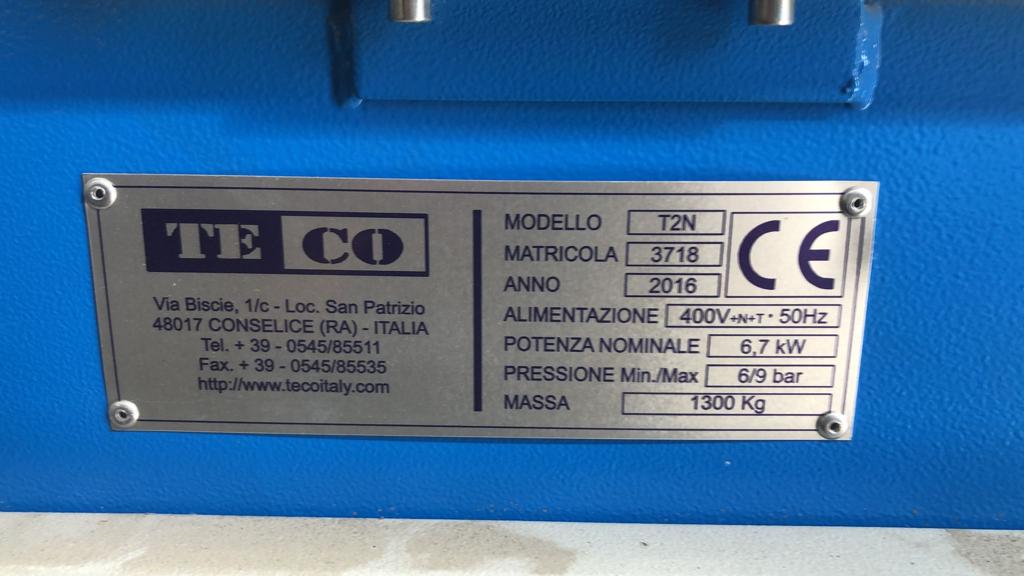 TECO
Via Biscie, 1/c - Loc. San Patrizio
48017 CONSELICE (RA) - ITALIA
Tel. + 39 - 0545/85511
Fax. + 39 - 0545/85535
http://www.tecoitaly.com
MODELLO T2N
MATRICOLA 3718
ANNO 2016
CE
ALIMENTAZIONE 400V+N+T · 50Hz
POTENZA NOMINALE 6,7 kW
PRESSIONE Min./Max 6/9 bar
MASSA 1300 Kg